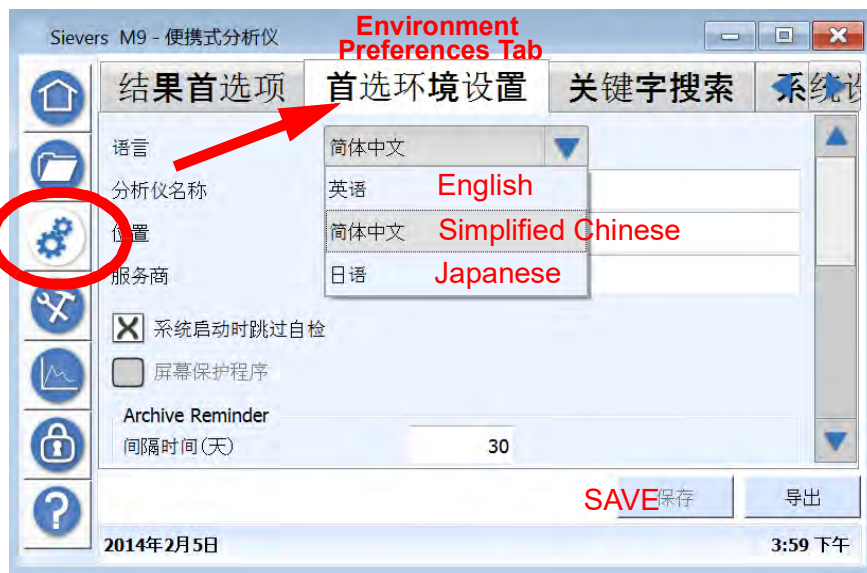 Sievers M9 - 便携式分析仪
Environment
Preferences Tab
结果首选项
首选环境设置
关键字搜索
系统设
语言
简体中文
分析仪名称
英语 English
位置
简体中文 Simplified Chinese
服务商
日语 Japanese
系统启动时跳过自检
屏幕保护程序
Archive Reminder
间隔时间(天) 30
SAVE 保存
导出
2014年2月5日
3:59 下午